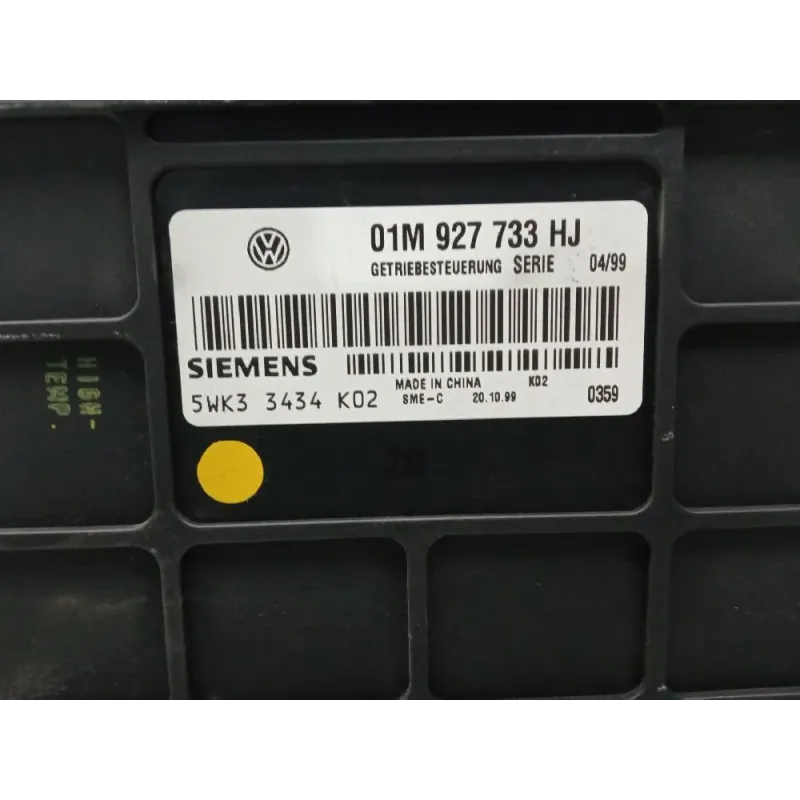 01M 927 733 HJ
GETRIEBESTEUERUNG SERIE 04/99
SIEMENS
MADE IN CHINA K02
5WK3 3434 K02 SME-C 20.10.99 0359
HIGH-
TEMP.